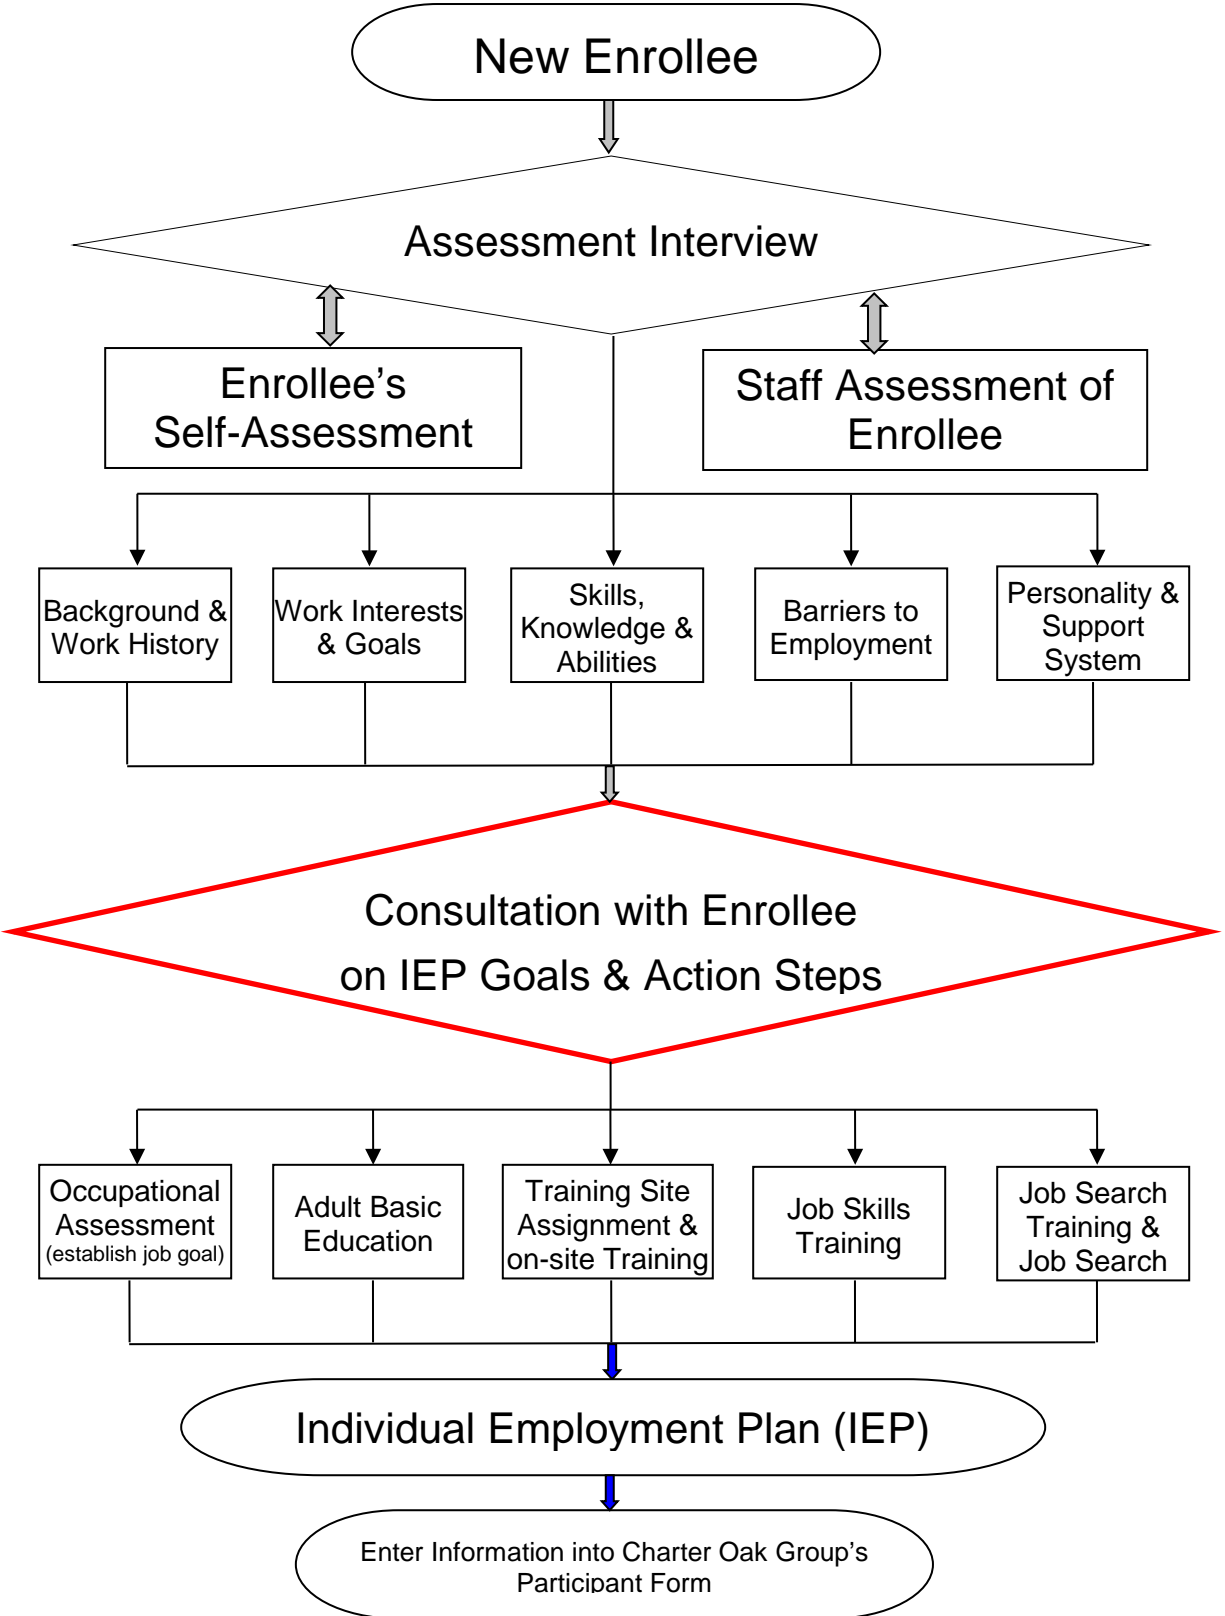 New Enrollee
Assessment Interview
Enrollee’s
Self-Assessment
Staff Assessment of
Enrollee
Background &
Work History
Work Interests
& Goals
Skills,
Knowledge &
Abilities
Barriers to
Employment
Personality &
Support
System
Consultation with Enrollee
on IEP Goals & Action Steps
Occupational
Assessment
(establish job goal)
Adult Basic
Education
Training Site
Assignment &
on-site Training
Job Skills
Training
Job Search
Training &
Job Search
Individual Employment Plan (IEP)
Enter Information into Charter Oak Group’s
Participant Form